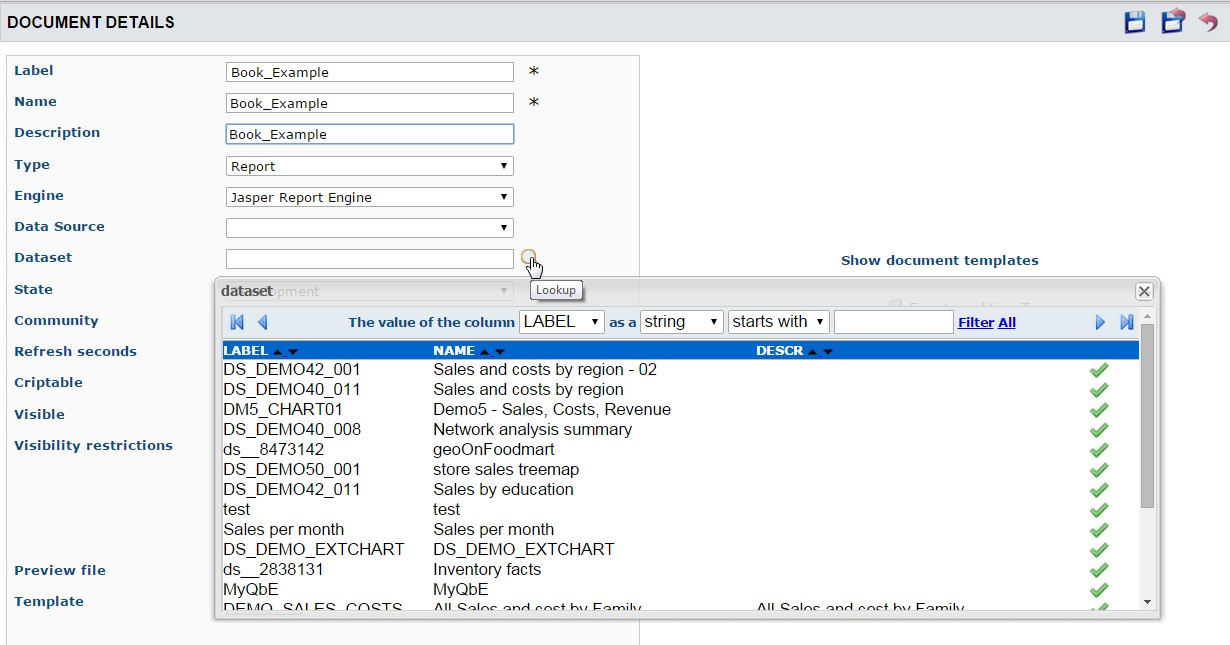 DOCUMENT DETAILS
Label Book_Example *
Name Book_Example *
Description Book_Example
Type Report
Engine Jasper Report Engine
Data Source
Dataset
Show document templates
State
Lookup
dataset
Community
The value of the column LABEL as a string starts with Filter All
Refresh seconds
LABEL NAME DESCR
DS_DEMO42_001 Sales and costs by region - 02
Criptable
DS_DEMO40_011 Sales and costs by region
Visible
DM5_CHART01 Demo5 - Sales, Costs, Revenue
DS_DEMO40_008 Network analysis summary
Visibility restrictions
ds__8473142 geoOnFoodmart
DS_DEMO50_001 store sales treemap
DS_DEMO42_011 Sales by education
test test
Sales per month Sales per month
DS_DEMO_EXTCHART DS_DEMO_EXTCHART
Preview file
ds__2838131 Inventory facts
MyQbE MyQbE
Template
DEMO_SALES_COSTS All Sales and cost by Family All Sales and cost by Family